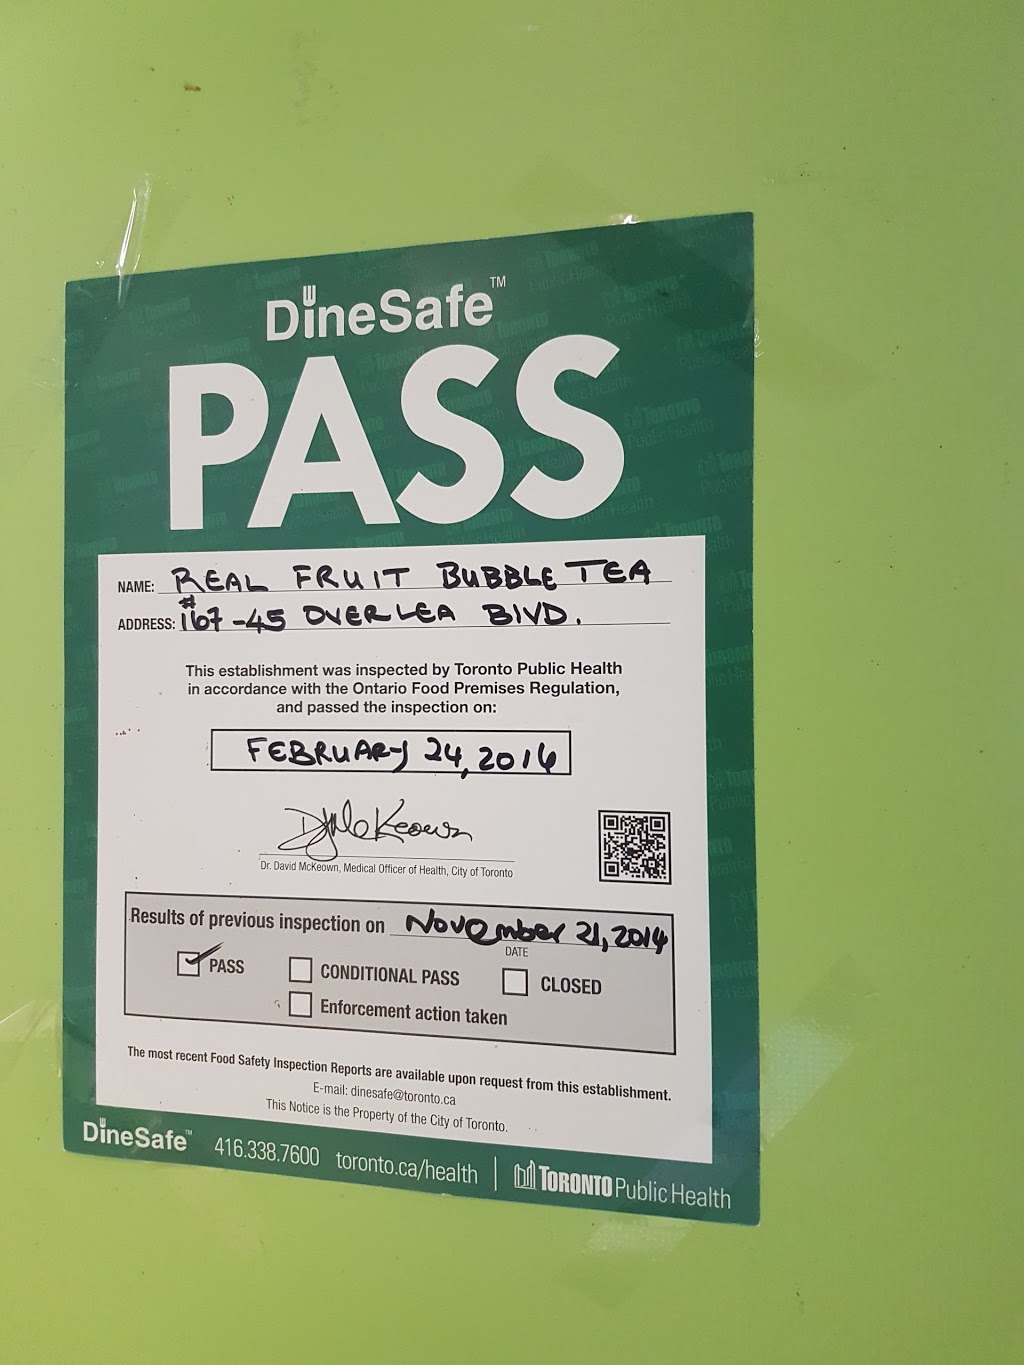 DineSafe™
PASS
NAME: REAL FRUIT BUBBLE TEA
ADDRESS: #167-45 OVERLEA BLVD.
This establishment was inspected by Toronto Public Health
in accordance with the Ontario Food Premises Regulation,
and passed the inspection on:
FEBRUARY 24, 2016
Dr. David McKeown, Medical Officer of Health, City of Toronto
Results of previous inspection on November 21, 2014
DATE
PASS CONDITIONAL PASS CLOSED
Enforcement action taken
The most recent Food Safety Inspection Reports are available upon request from this establishment.
E-mail: dinesafe@toronto.ca
This Notice is the Property of the City of Toronto.
DineSafe™ 416.338.7600 toronto.ca/health | TORONTO Public Health